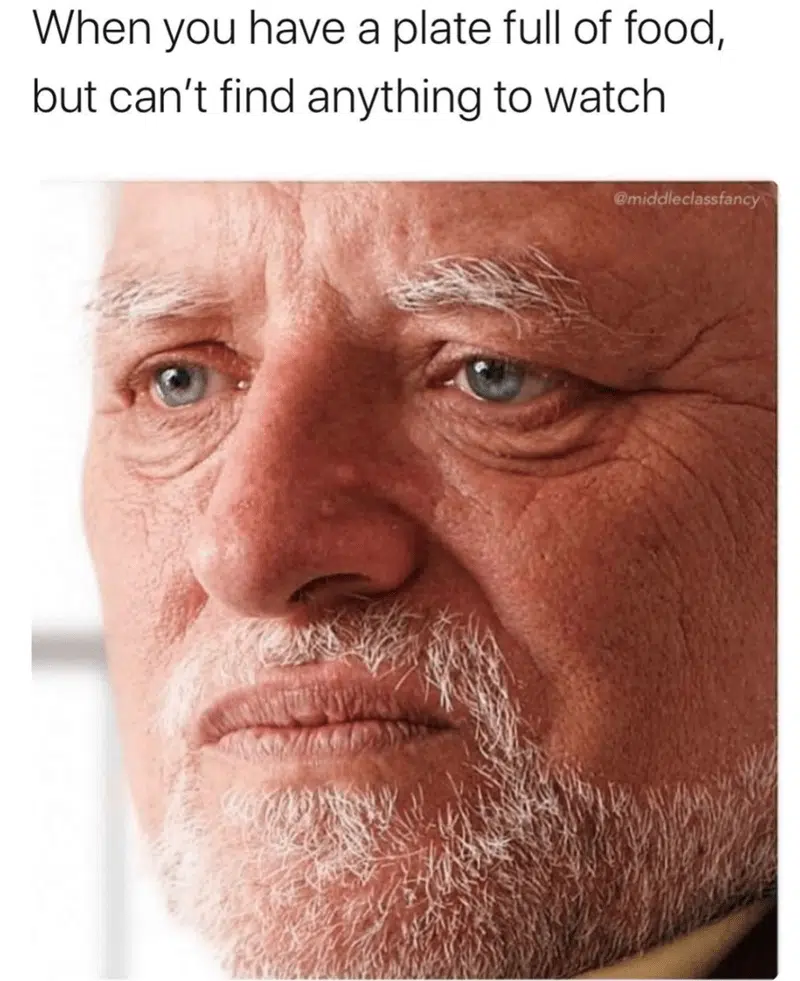 When you have a plate full of food,
but can’t find anything to watch
@middleclassfancy